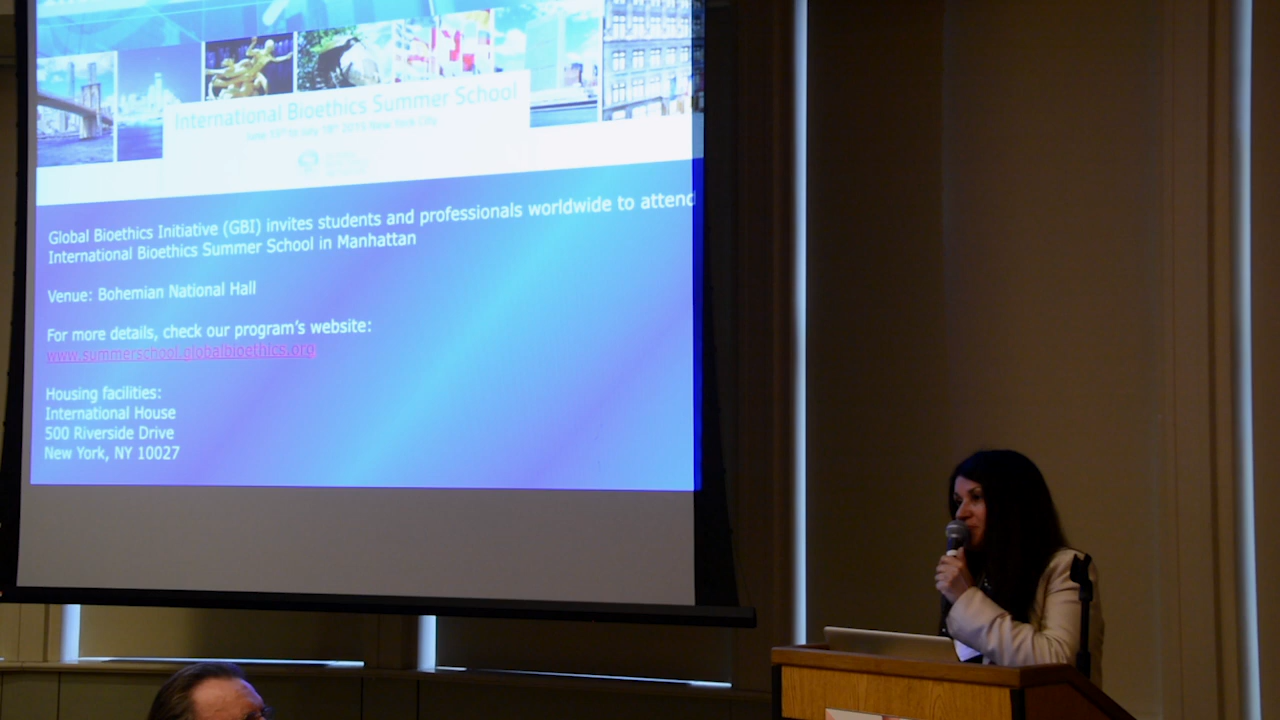 International Bioethics Summer School
Global Bioethics Initiative (GBI) invites students and professionals worldwide to attend
International Bioethics Summer School in Manhattan
Venue: Bohemian National Hall
For more details, check our program's website:
www.summerschool.globalbioethics.org
Housing facilities:
International House
500 Riverside Drive
New York, NY 10027